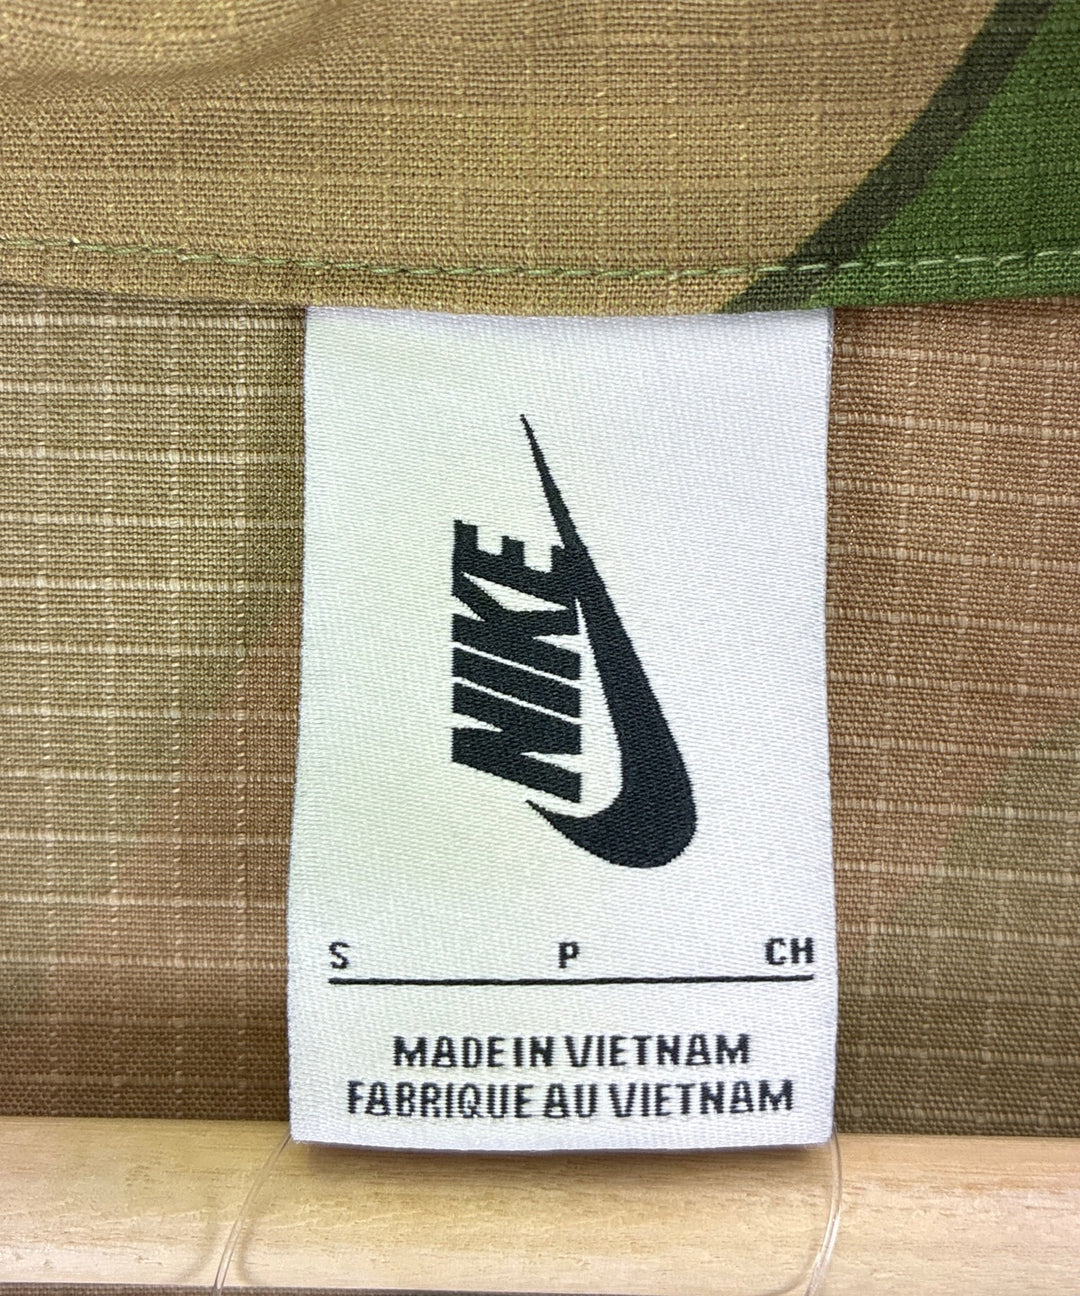 NIKE
S P CH
MADE IN VIETNAM
FABRIQUE AU VIETNAM